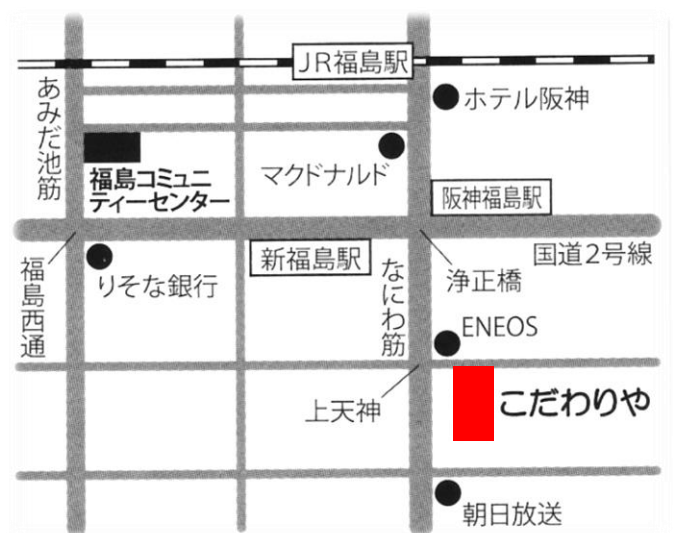 JR福島駅
あみだ池筋
ホテル阪神
マクドナルド
福島コミュニ
ティーセンター
阪神福島駅
国道2号線
新福島駅
浄正橋
りそな銀行
福島西通
なにわ筋
ENEOS
上天神
こだわりや
朝日放送